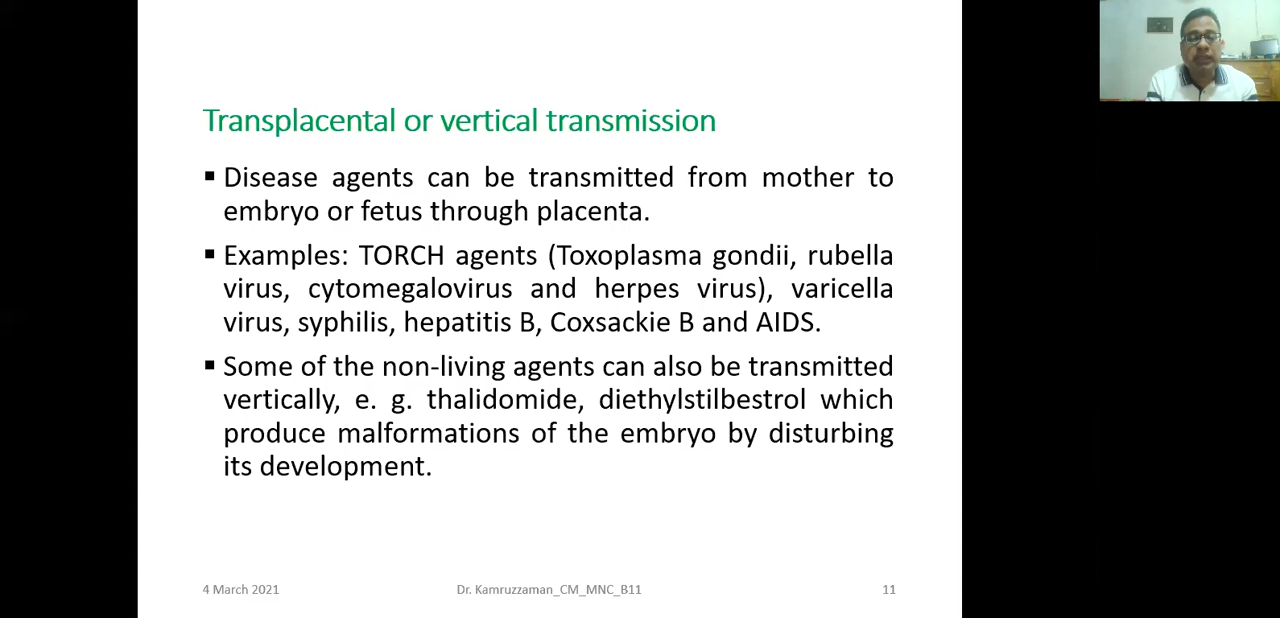 Transplacental or vertical transmission
▪ Disease agents can be transmitted from mother to
embryo or fetus through placenta.
▪ Examples: TORCH agents (Toxoplasma gondii, rubella
virus, cytomegalovirus and herpes virus), varicella
virus, syphilis, hepatitis B, Coxsackie B and AIDS.
▪ Some of the non-living agents can also be transmitted
vertically, e. g. thalidomide, diethylstilbestrol which
produce malformations of the embryo by disturbing
its development.
4 March 2021 Dr. Kamruzzaman_CM_MNC_B11 11